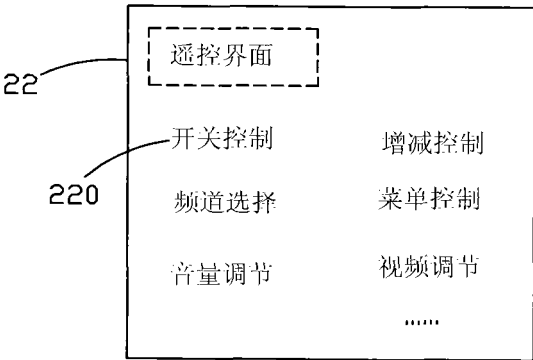 遥控界面
22
开关控制 增减控制
220
频道选择 菜单控制
音量调节 视频调节
......